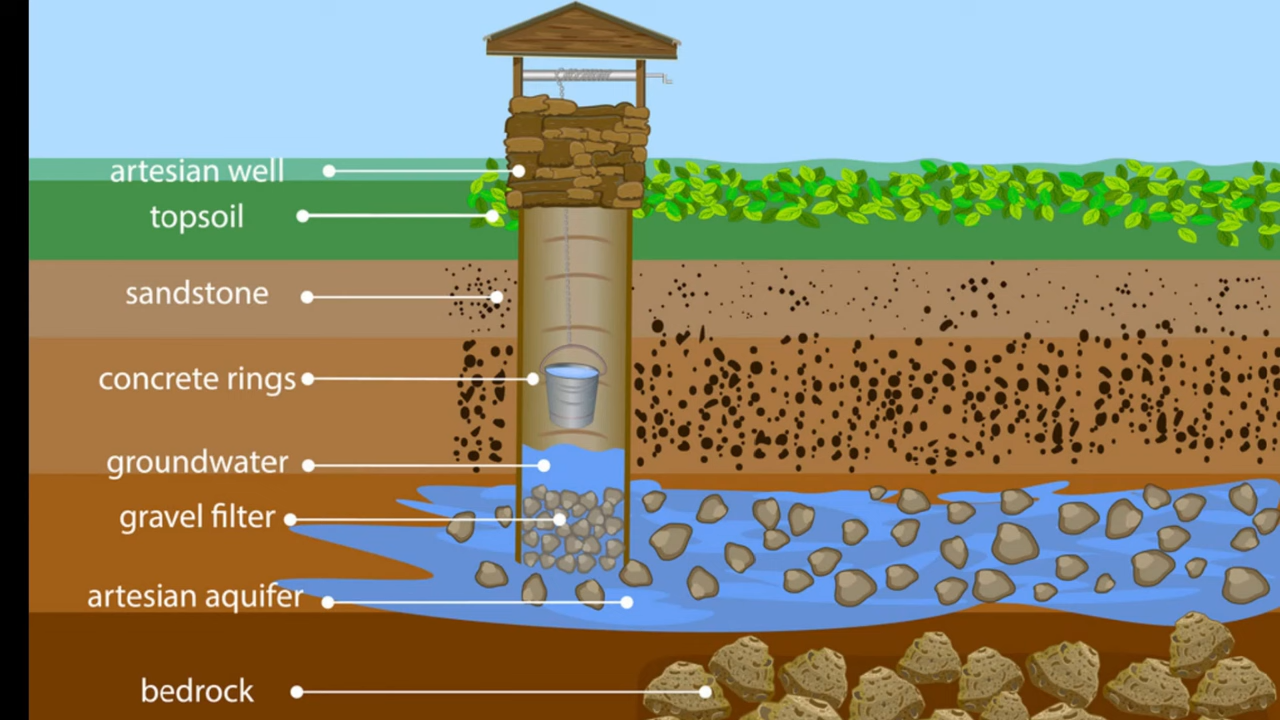 artesian well
topsoil
sandstone
concrete rings
groundwater
gravel filter
artesian aquifer
bedrock